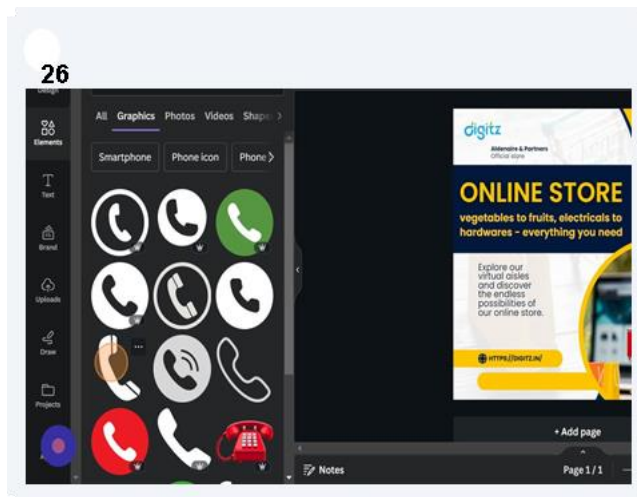 26
Design
Elements
Text
Brand
Uploads
Draw
Projects
All Graphics Photos Videos Shape
Smartphone Phone icon Phone
digitz
Aldenaire & Partners
Official store
ONLINE STORE
vegetables to fruits, electricals to
hardwares - everything you need
Explore our
virtual aisles
and discover
the endless
possibilities of
our online store.
HTTPS://DIGITZ.IN/
+ Add page
Notes
Page 1 / 1